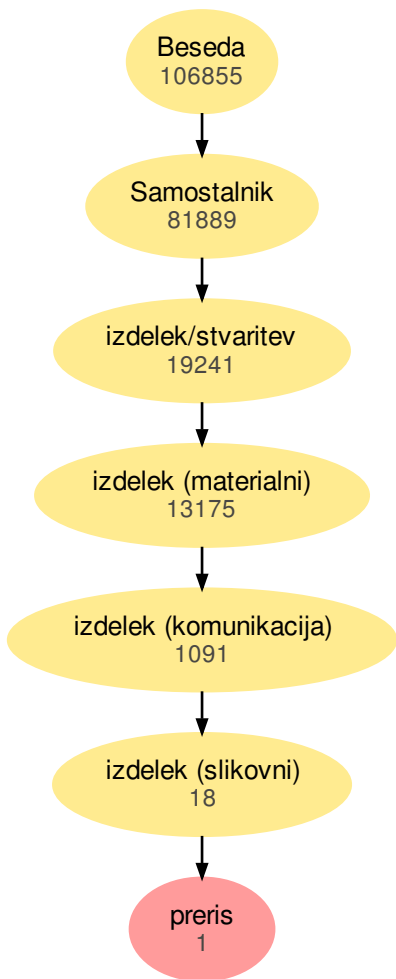 Beseda
106855
Samostalnik
81889
izdelek/stvaritev
19241
izdelek (materialni)
13175
izdelek (komunikacija)
1091
izdelek (slikovni)
18
preris
1